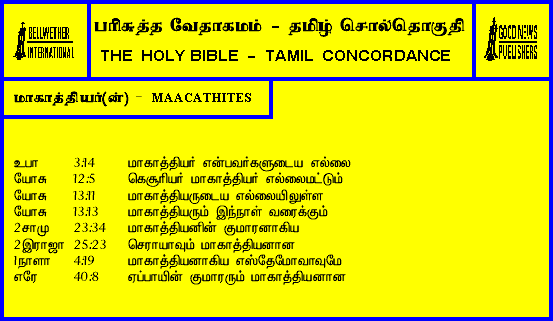 BELLWETHER
INTERNATIONAL
பரிசுத்த வேதாகமம் - தமிழ் சொல்தொகுதி
THE HOLY BIBLE - TAMIL CONCORDANCE
GOOD NEWS
PUBLISHERS
மாகாத்தியர்(ன்) - MAACATHITES
உபா 3:14 மாகாத்தியர் என்பவர்களுடைய எல்லை
யோசு 12:5 கெசூரியர் மாகாத்தியர் எல்லைமட்டும்
யோசு 13:11 மாகாத்தியருடைய எல்லையிலுள்ள
யோசு 13:13 மாகாத்தியரும் இந்நாள் வரைக்கும்
2சாமு 23:34 மாகாத்தியனின் குமாரனாகிய
2இராஜா 25:23 செராயாவும் மாகாத்தியனான
1நாளா 4:19 மாகாத்தியனாகிய எஸ்தேமோவாவுமே
எரே 40:8 ஏப்பாயின் குமாரரும் மாகாத்தியனான